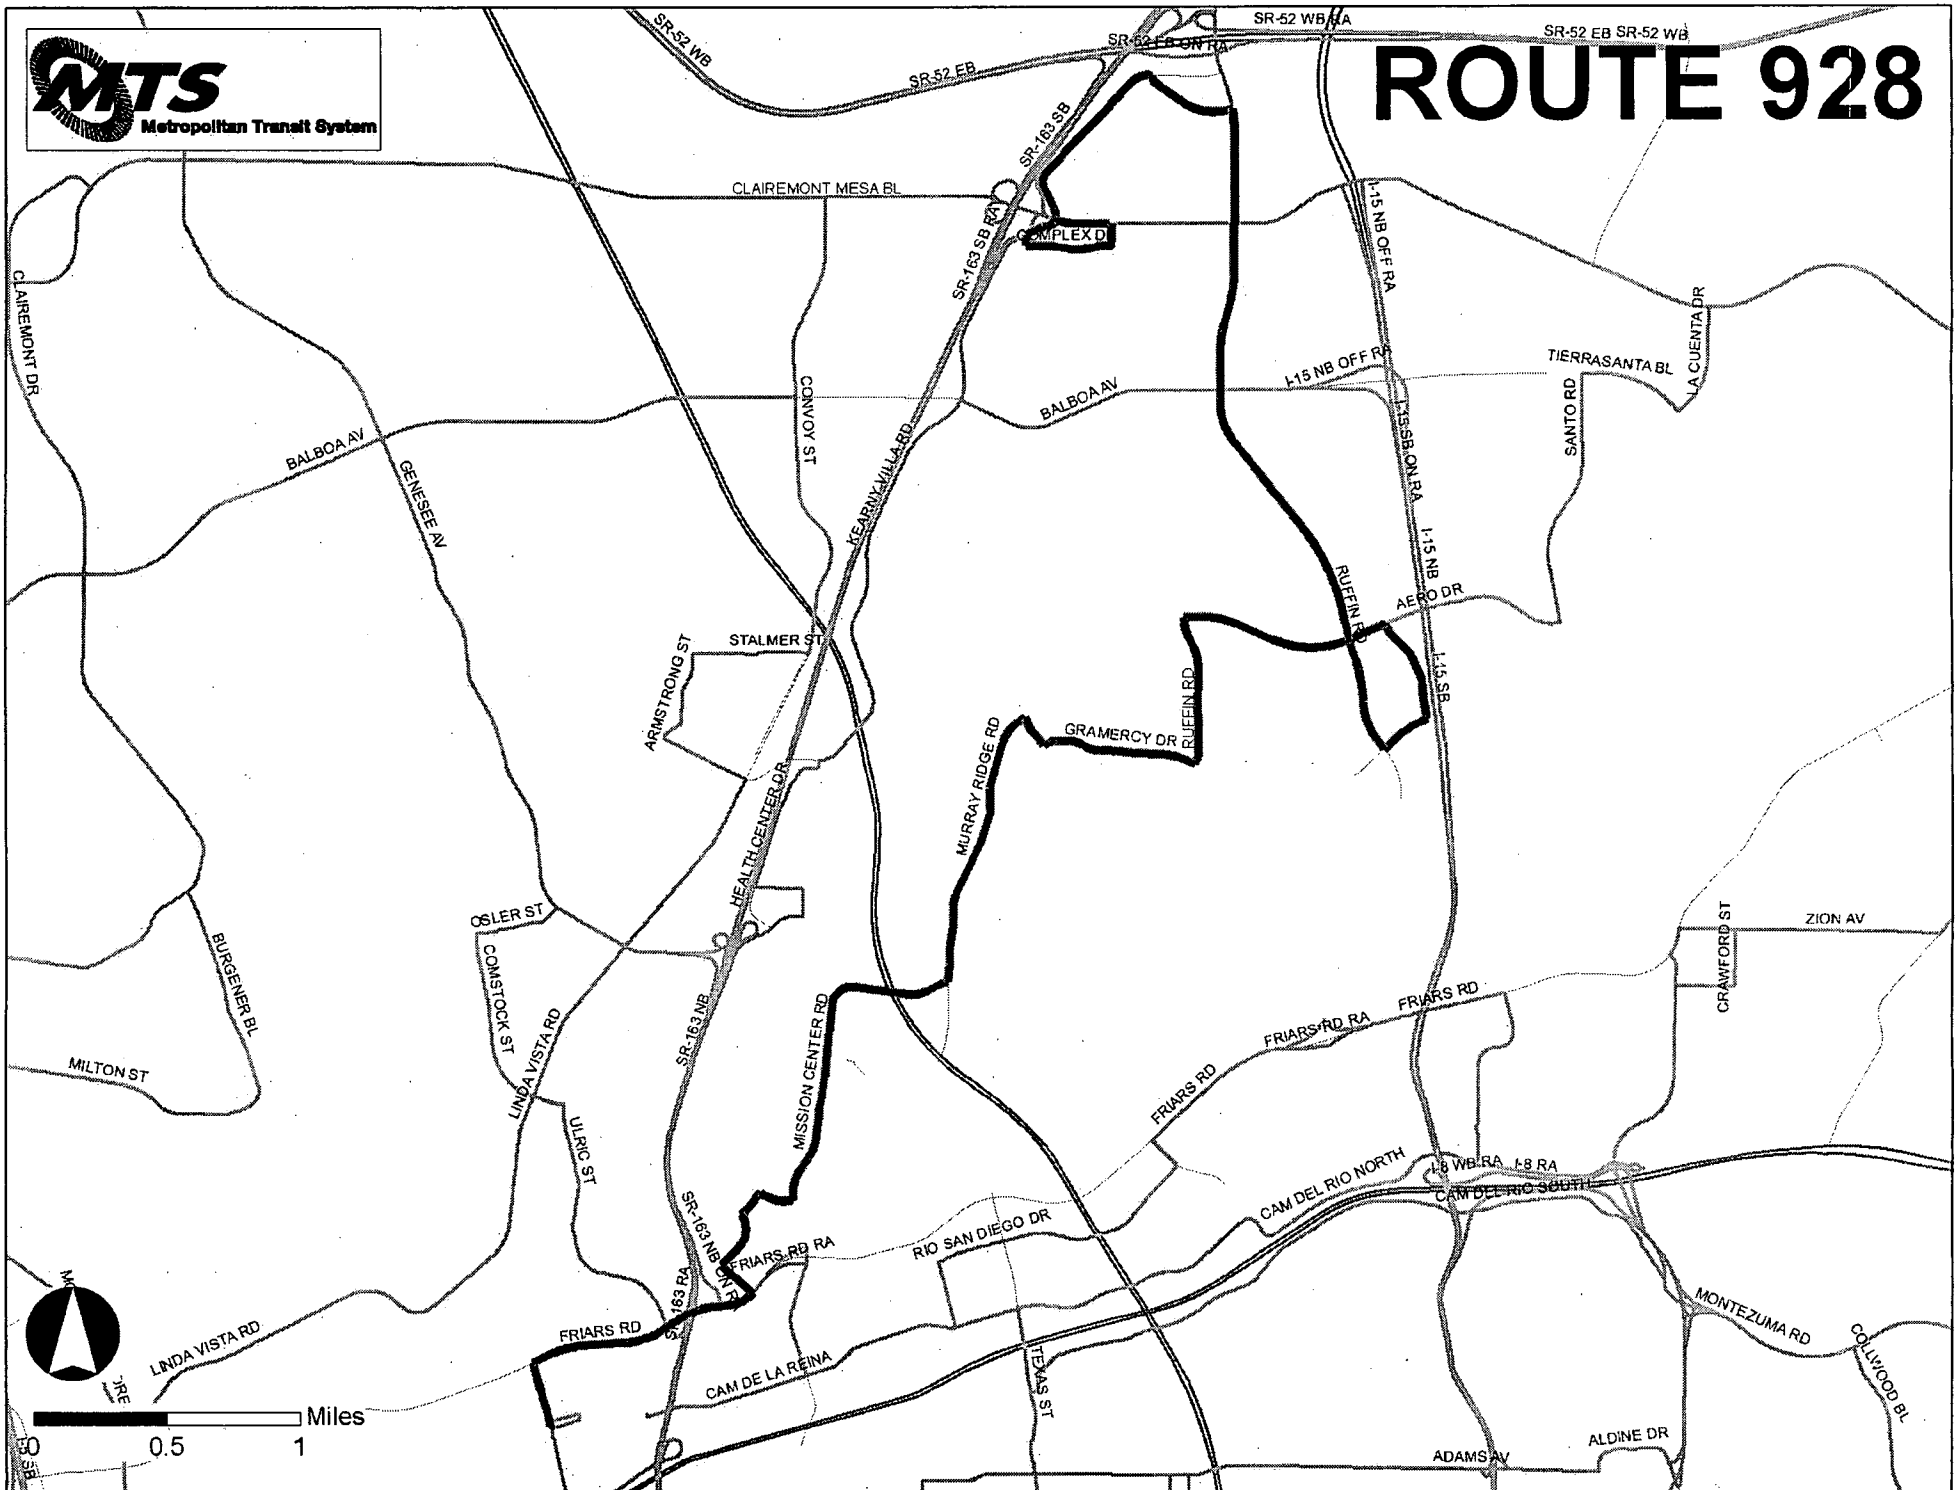 MTS
Metropolitan Transit System
ROUTE 928
SR-52 WB
SR-52 EB
SR-52 EB ON RA
SR-52 WB RA
SR-52 EB SR-52 WB
SR-163 SB
CLAIREMONT MESA BL
SR-163 SB RA
COMPLEX D
I-15 NB OFF RA
CLAIREMONT DR
LA CUENTA DR
TIERRASANTA BL
I-15 NB OFF RA
BALBOA AV
CONVOY ST
SANTO RD
BALBOA AV
GENESEE AV
KEARNY VILLA RD
I-15 SB ON RA
I-15 NB
RUFFIN RD
AERO DR
STALMER ST
ARMSTRONG ST
I-15 SB
RUFFIN RD
MURRAY RIDGE RD
GRAMERCY DR
HEALTH CENTER DR
OSLER ST
COMSTOCK ST
BURGENER BL
CRAWFORD ST
ZION AV
SR-163 NB
MISSION CENTER RD
FRIARS RD
FRIARS RD RA
MILTON ST
LINDA VISTA RD
ULRIC ST
FRIARS RD
CAM DEL RIO NORTH
I-8 WB RA
I-8 RA
CAM DEL RIO SOUTH
SR-163 NB ON R
FRIARS RD RA
RIO SAN DIEGO DR
SR-163 RA
FRIARS RD
LINDA VISTA RD
CAM DE LA REINA
TEXAS ST
MONTEZUMA RD
COLLWOOD BL
ALDINE DR
ADAMS AV
Miles
0 0.5 1